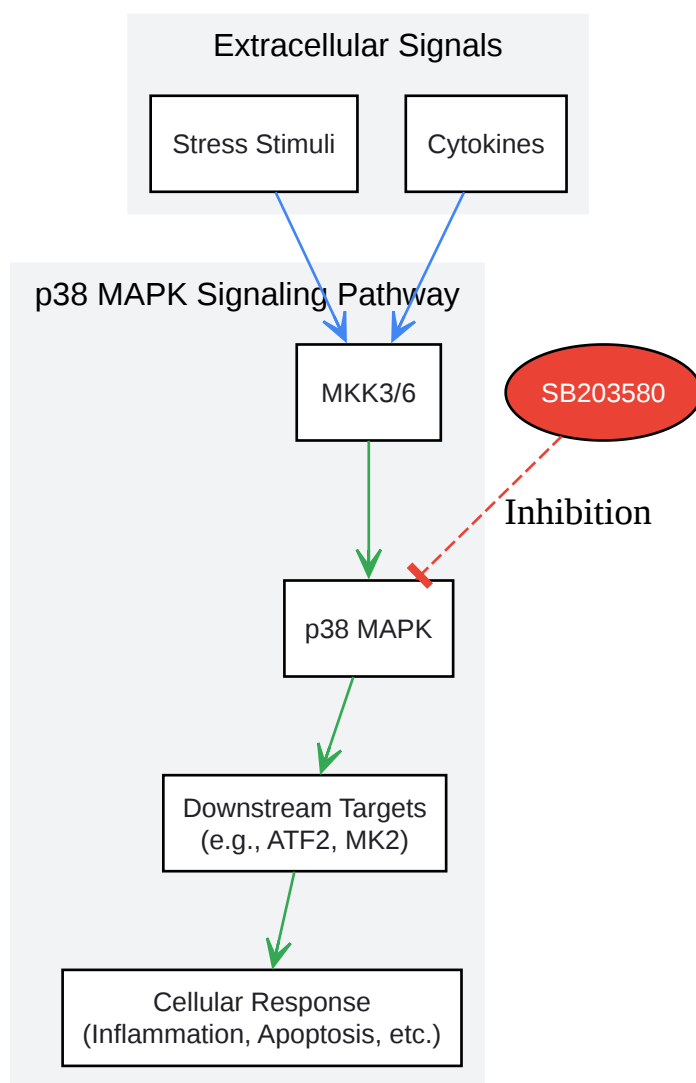 Extracellular Signals
Stress Stimuli
Cytokines
p38 MAPK Signaling Pathway
MKK3/6
SB203580
Inhibition
p38 MAPK
Downstream Targets
(e.g., ATF2, MK2)
Cellular Response
(Inflammation, Apoptosis, etc.)